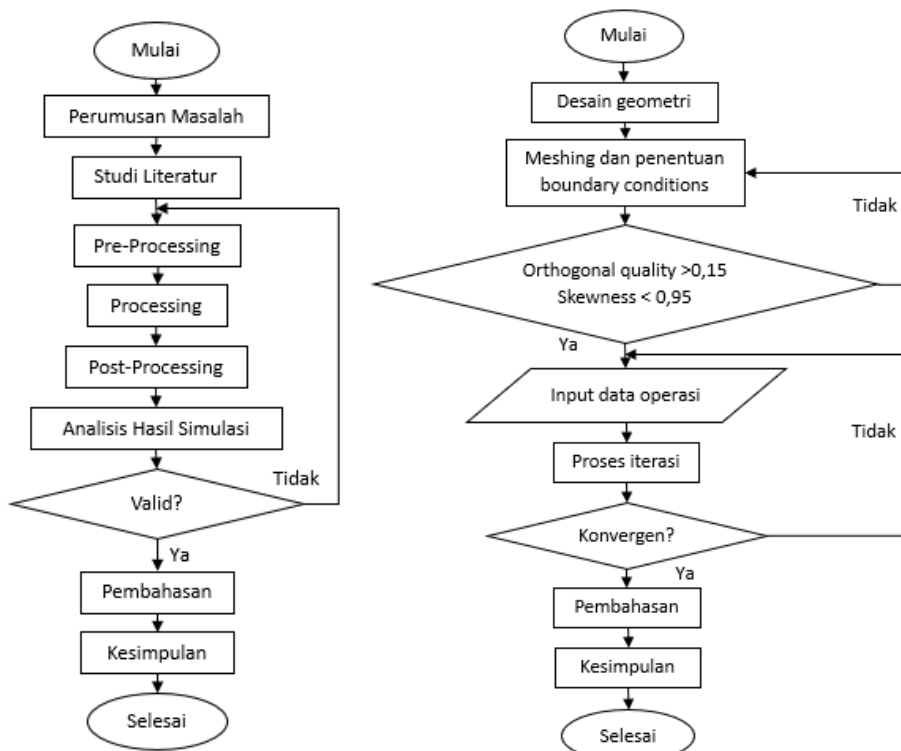 Mulai
Perumusan Masalah
Studi Literatur
Pre-Processing
Processing
Post-Processing
Analisis Hasil Simulasi
Valid?
Tidak
Ya
Pembahasan
Kesimpulan
Selesai
Mulai
Desain geometri
Meshing dan penentuan
boundary conditions
Tidak
Orthogonal quality >0,15
Skewness < 0,95
Ya
Input data operasi
Tidak
Proses iterasi
Konvergen?
Ya
Pembahasan
Kesimpulan
Selesai